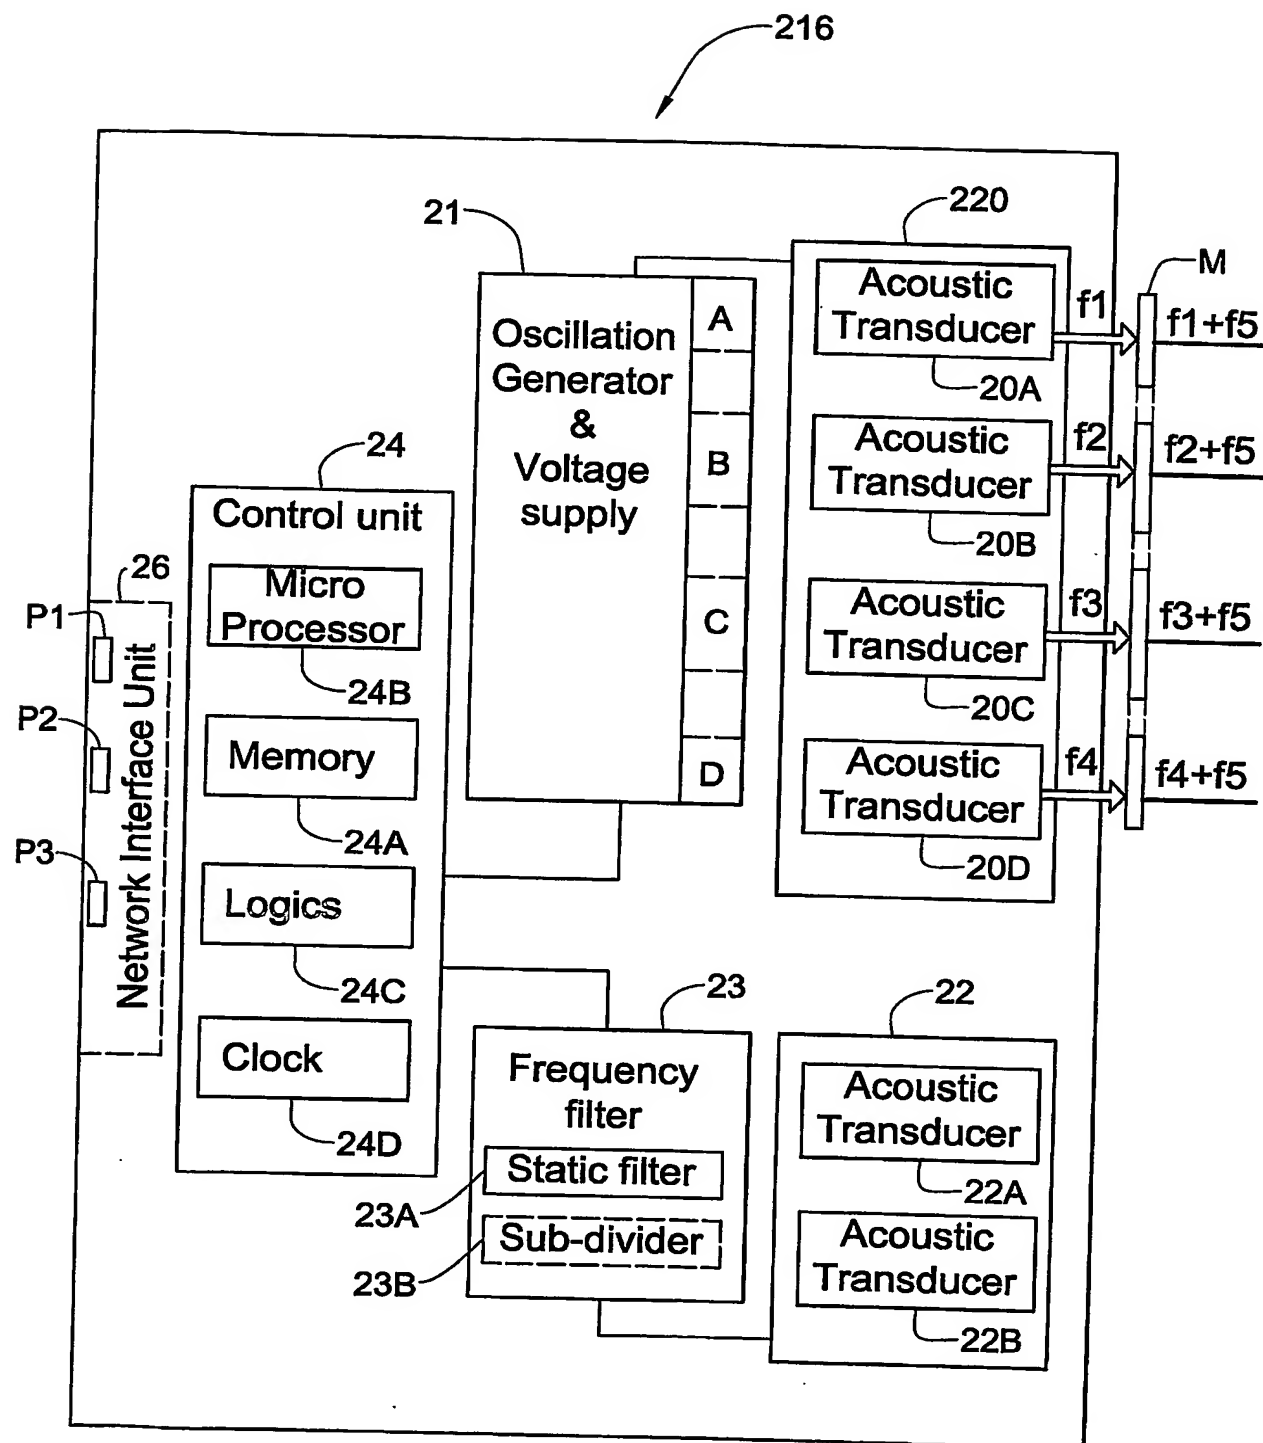 216
21
220
M
Oscillation
Generator
&
Voltage
supply
A
B
C
D
Acoustic
Transducer
20A
f1
f1+f5
Acoustic
Transducer
20B
f2
f2+f5
Acoustic
Transducer
20C
f3
f3+f5
Acoustic
Transducer
20D
f4
f4+f5
24
Control unit
Micro
Processor
24B
Memory
24A
Logics
24C
Clock
24D
26
P1
P2
P3
Network Interface Unit
23
Frequency
filter
Static filter
23A
Sub-divider
23B
22
Acoustic
Transducer
22A
Acoustic
Transducer
22B